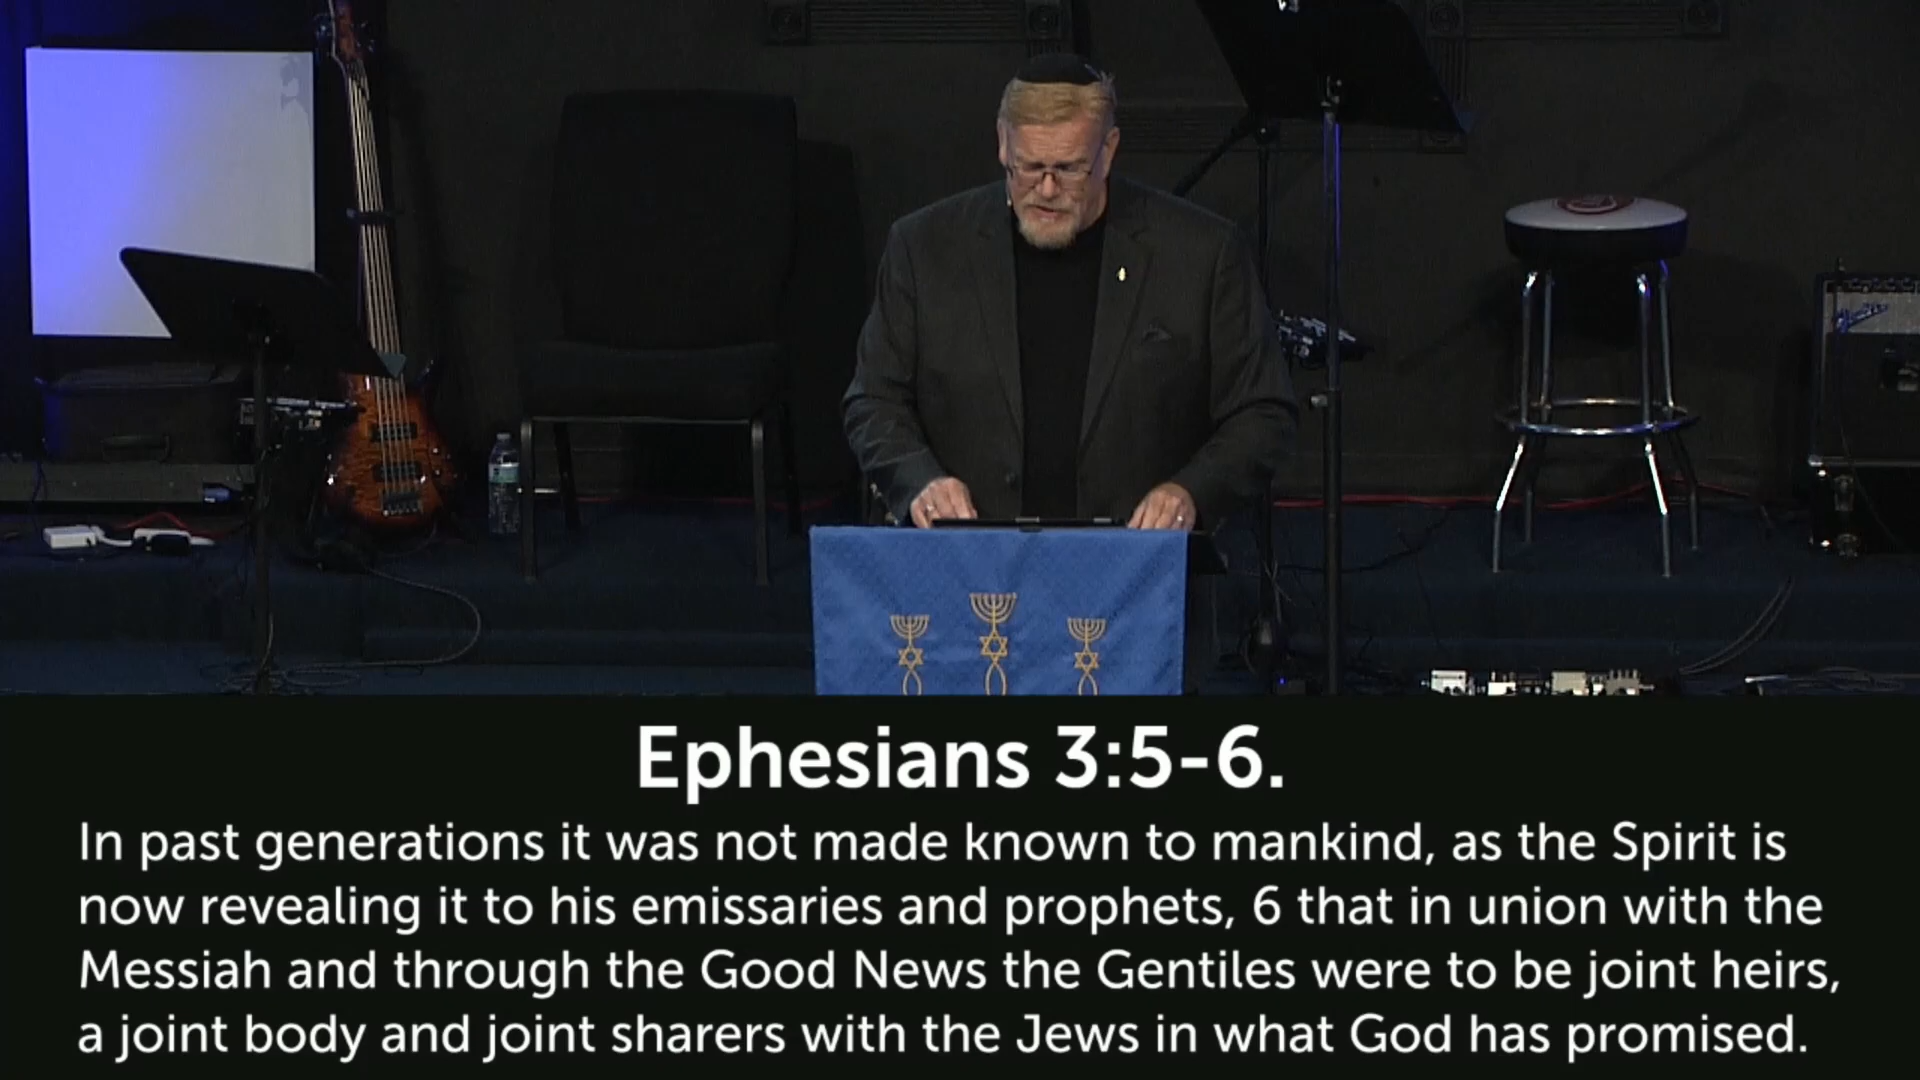 Ephesians 3:5-6.
In past generations it was not made known to mankind, as the Spirit is
now revealing it to his emissaries and prophets, 6 that in union with the
Messiah and through the Good News the Gentiles were to be joint heirs,
a joint body and joint sharers with the Jews in what God has promised.